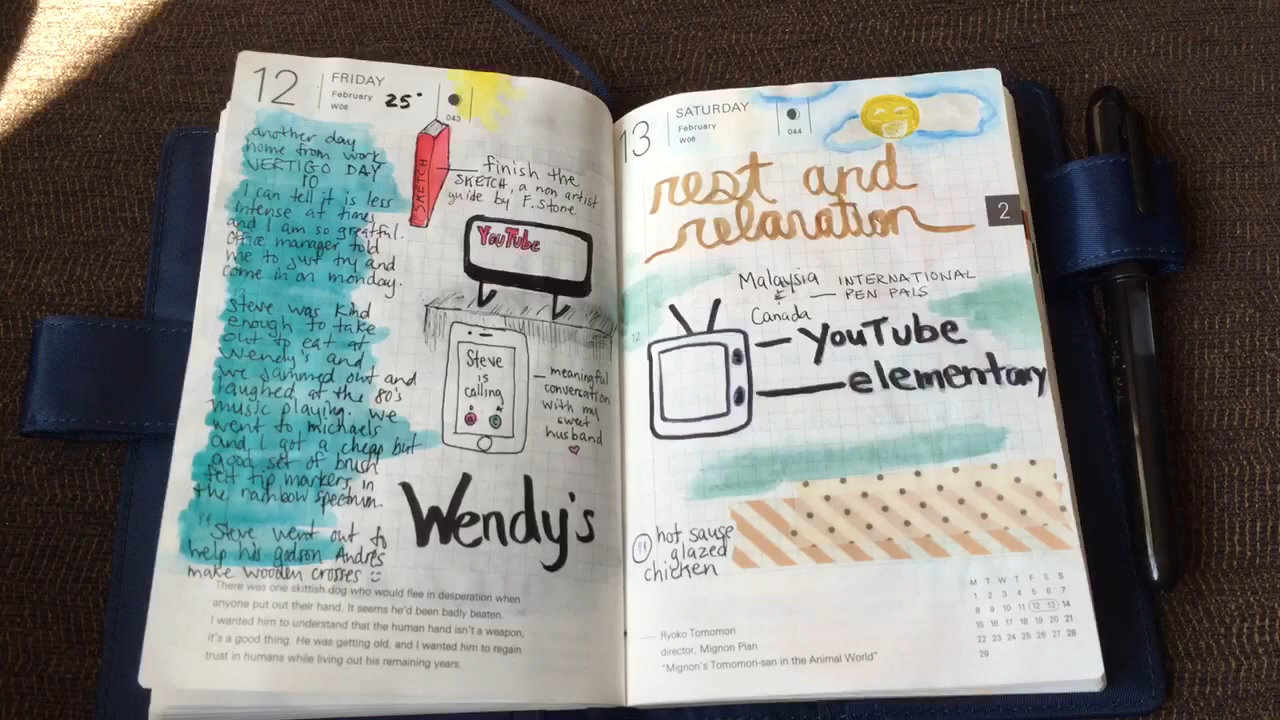 12
FRIDAY
February
W06
25°
043
another day
home from work
VERTIGO DAY
10
I can tell it is less
intense at times
and I am so greatful.
Office manager told
me to just try and
come in on monday.
Steve was kind
enough to take
out to eat at
Wendy's and
we jammed out and
laughed at the 80's
music playing. We
went to michaels
and I got a cheap but
good set of brush
felt tip markers in
the rainbow spectrum.
Steve went out to
help his godson Andres
make wooden crosses
SKETCH
finish the
SKETCH, a non artist
guide by F. Stone
YouTube
Steve
is
calling
meaningful
conversation
with my
sweet
husband
Wendy's
There was one skittish dog who would flee in desperation when
anyone put out their hand. It seems he'd been badly beaten.
I wanted him to understand that the human hand isn't a weapon,
it's a good thing. He was getting old, and I wanted him to regain
trust in humans while living out his remaining years.
13
SATURDAY
February
W06
044
rest and
relaxation
2
Malaysia
&
Canada
INTERNATIONAL
PEN PALS
12
YouTube
elementary
hot sause
glazed
chicken
Ryoko Tomomori
director, Mignon Plan
"Mignon's Tomomori-san in the Animal World"
M T W T F S S
1 2 3 4 5 6 7
8 9 10 11 12 13 14
15 16 17 18 19 20 21
22 23 24 25 26 27 28
29